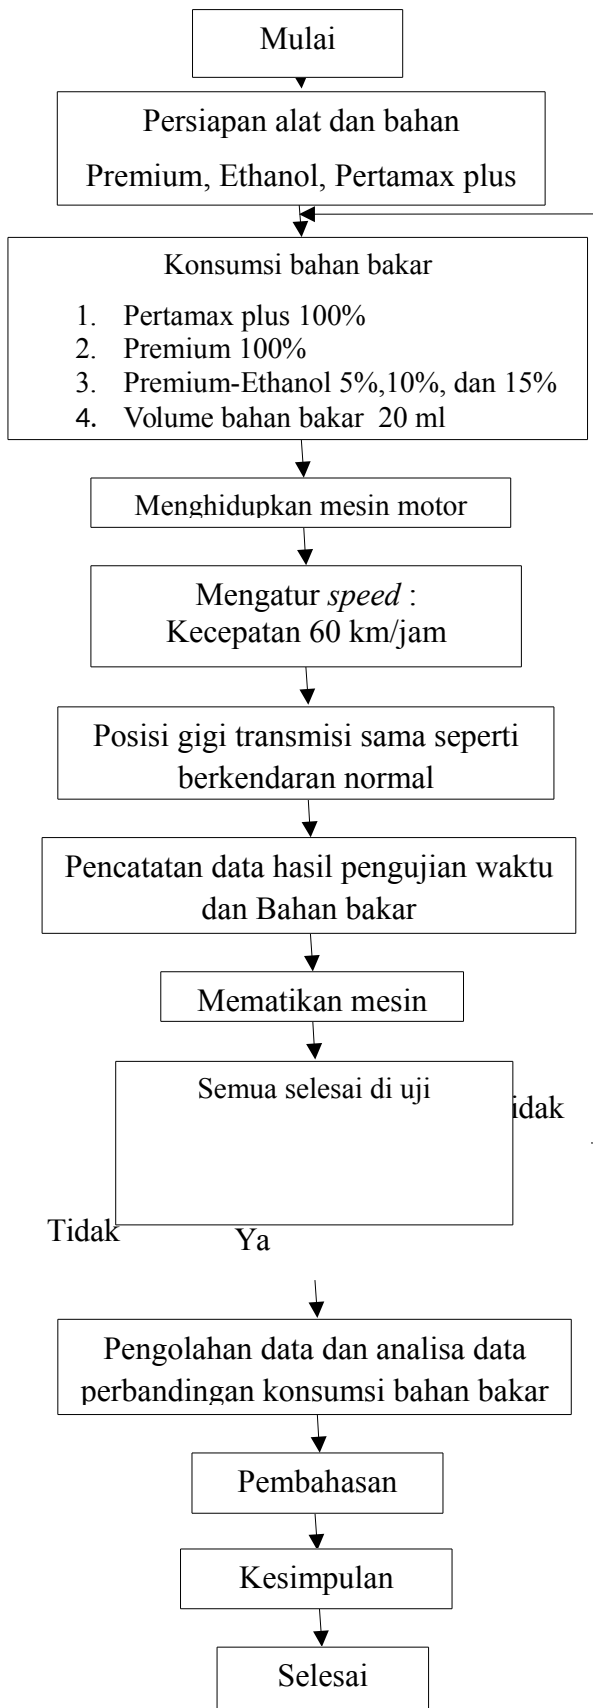 Mulai
Persiapan alat dan bahan
Premium, Ethanol, Pertamax plus
Konsumsi bahan bakar
1. Pertamax plus 100%
2. Premium 100%
3. Premium-Ethanol 5%,10%, dan 15%
4. Volume bahan bakar 20 ml
Menghidupkan mesin motor
Mengatur speed :
Kecepatan 60 km/jam
Posisi gigi transmisi sama seperti
berkendaran normal
Pencatatan data hasil pengujian waktu
dan Bahan bakar
Mematikan mesin
Semua selesai di uji
idak
Tidak
Ya
Pengolahan data dan analisa data
perbandingan konsumsi bahan bakar
Pembahasan
Kesimpulan
Selesai